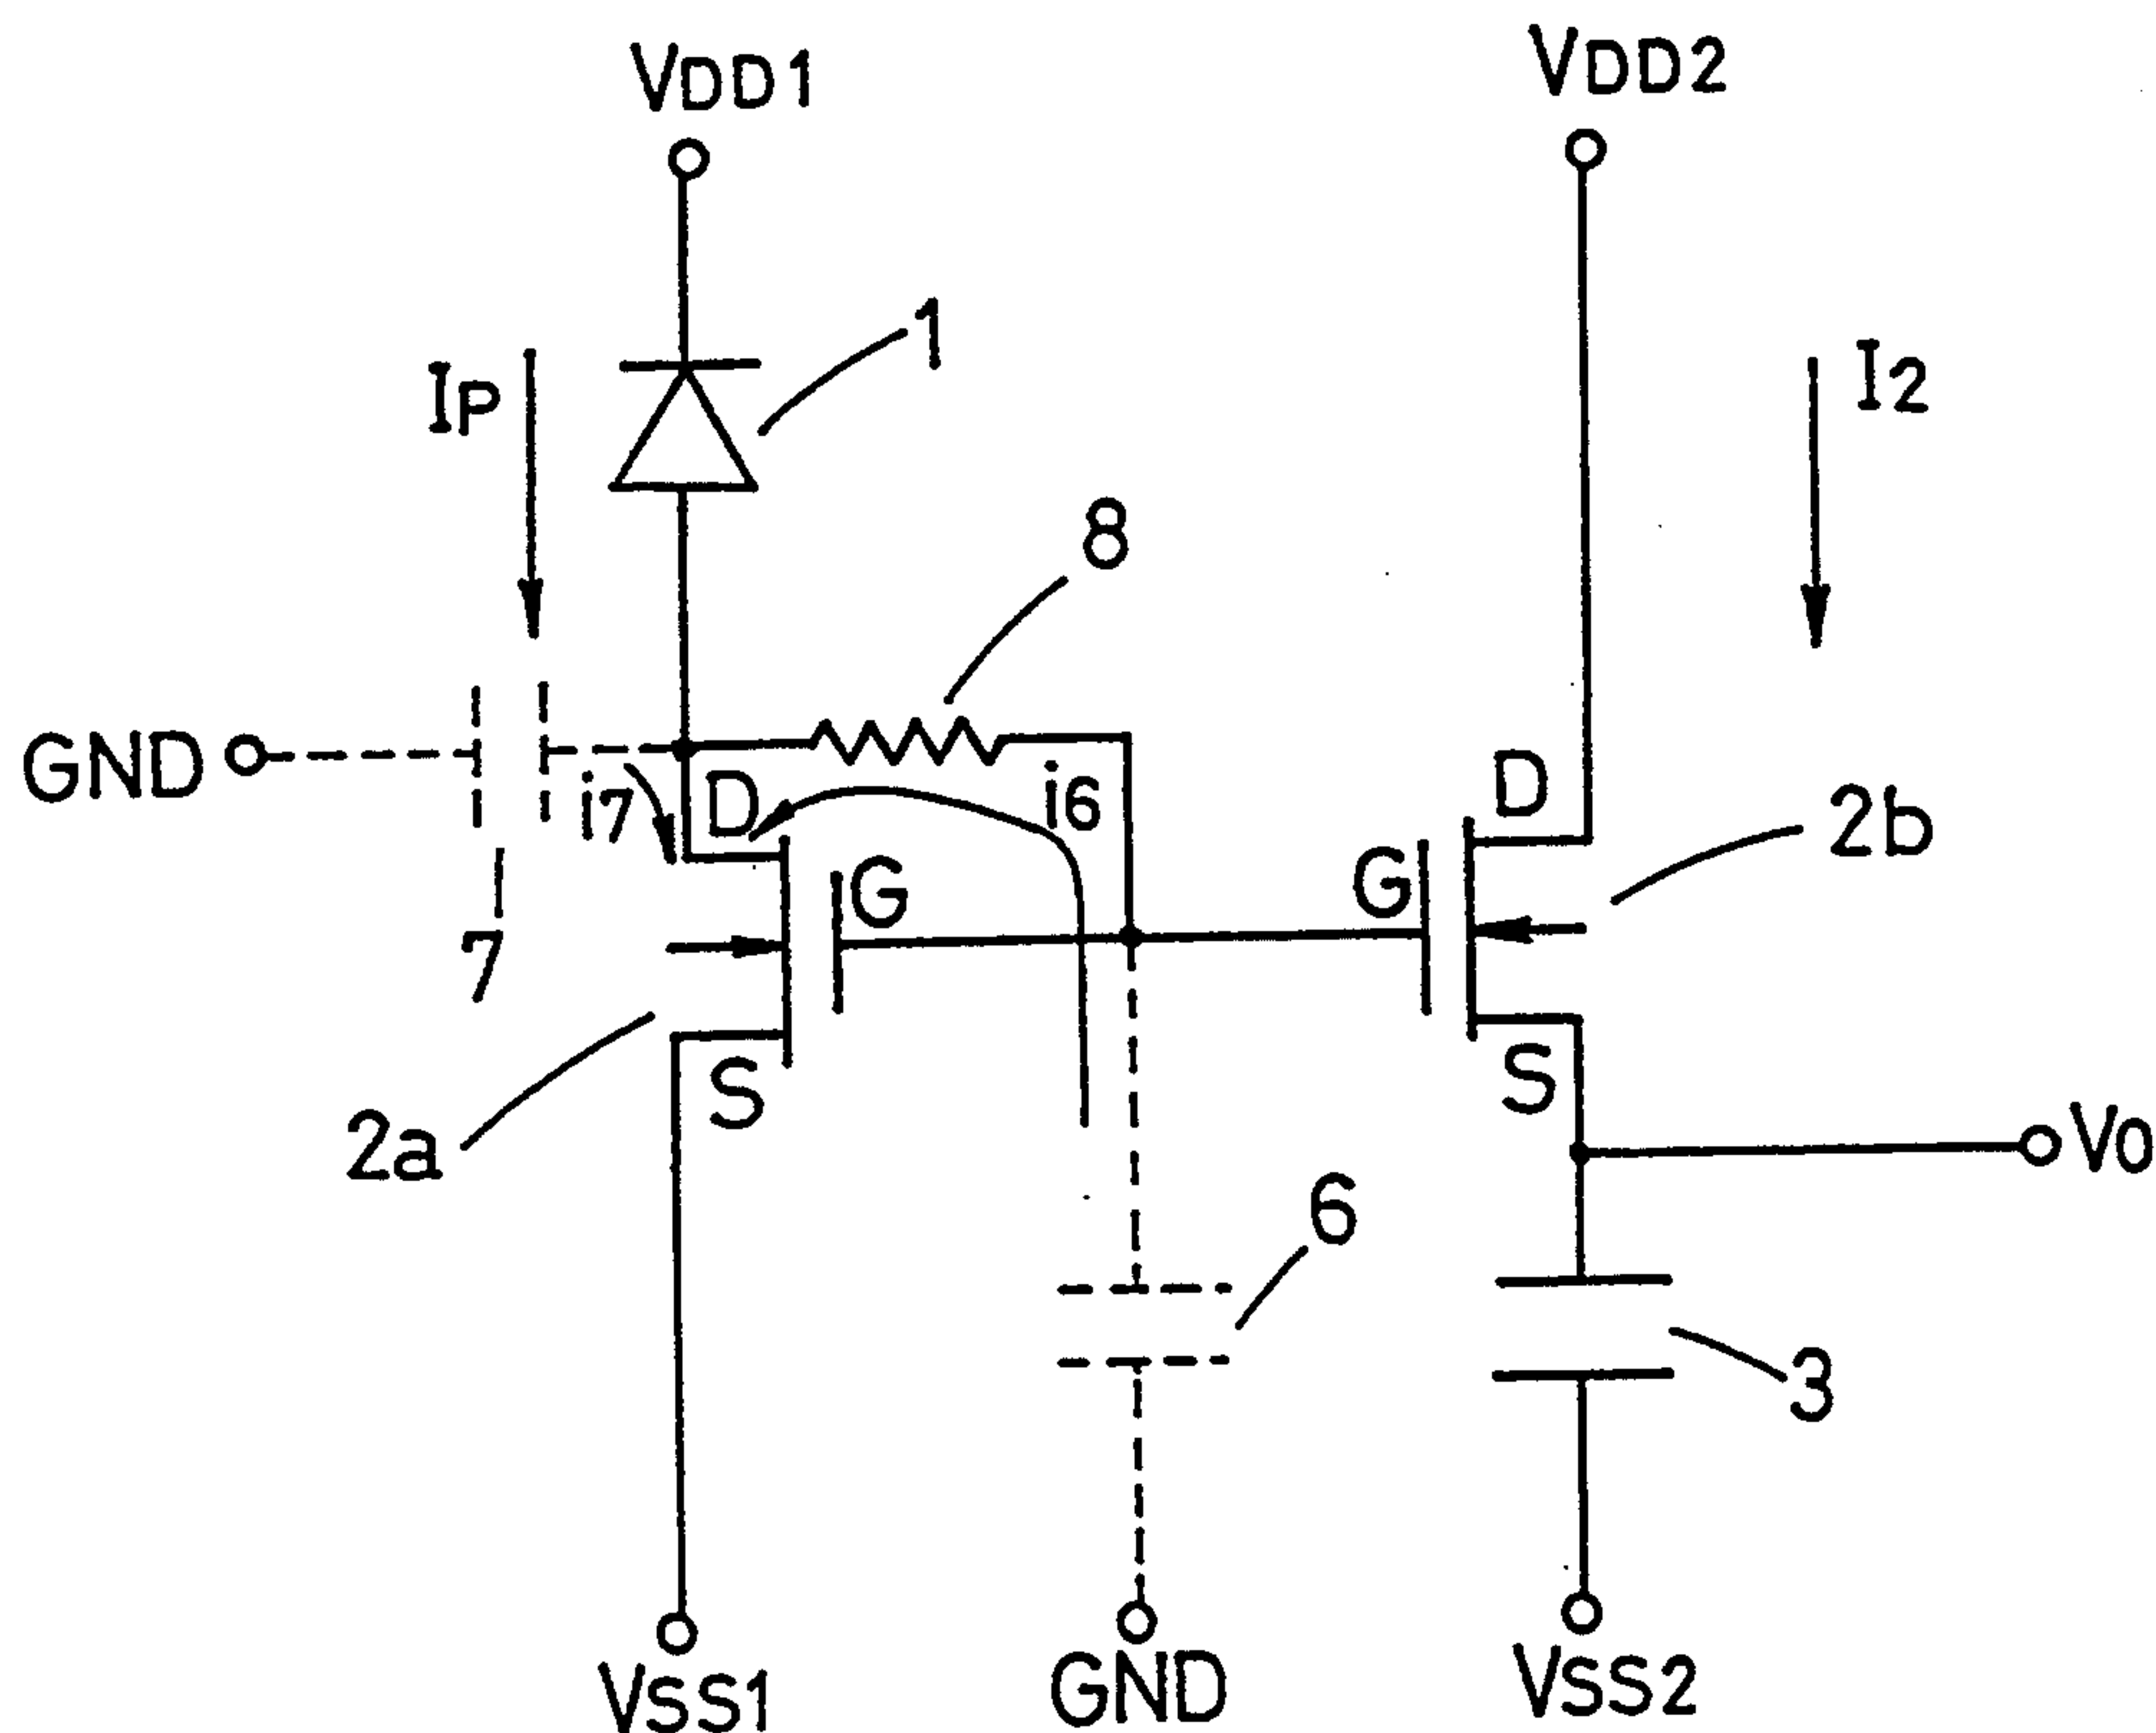 VDD1
VDD2
1
IP
I2
8
GND
i7
D
i6
D
2b
G
G
7
S
S
2a
VO
6
3
VSS1
GND
VSS2